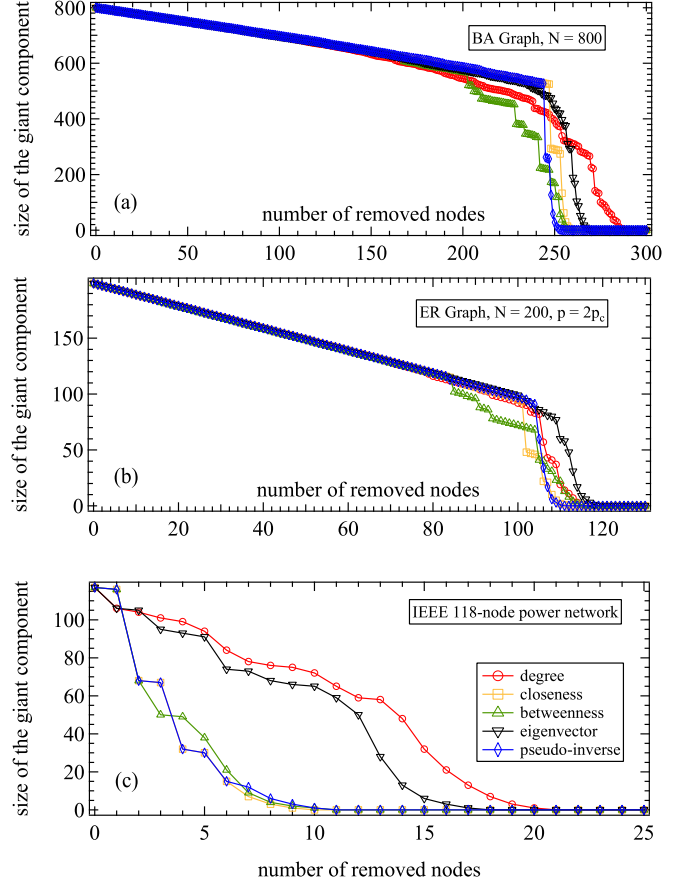 800
600
400
200
0
size of the giant component
BA Graph, N = 800
(a)
number of removed nodes
0 50 100 150 200 250 300
150
100
50
0
size of the giant component
ER Graph, N = 200, p = 2p_c
(b)
number of removed nodes
0 20 40 60 80 100 120
100
80
60
40
20
0
size of the giant component
IEEE 118-node power network
degree
closeness
betweenness
eigenvector
pseudo-inverse
(c)
0 5 10 15 20 25
number of removed nodes